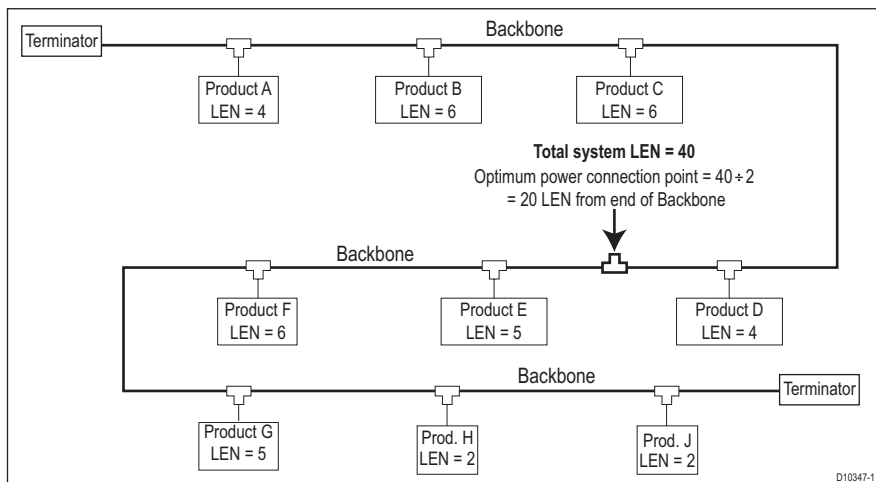 Terminator
Backbone
Product A
LEN = 4
Product B
LEN = 6
Product C
LEN = 6
Total system LEN = 40
Optimum power connection point = 40 ÷ 2
= 20 LEN from end of Backbone
Backbone
Product F
LEN = 6
Product E
LEN = 5
Product D
LEN = 4
Backbone
Terminator
Product G
LEN = 5
Prod. H
LEN = 2
Prod. J
LEN = 2
D10347-1